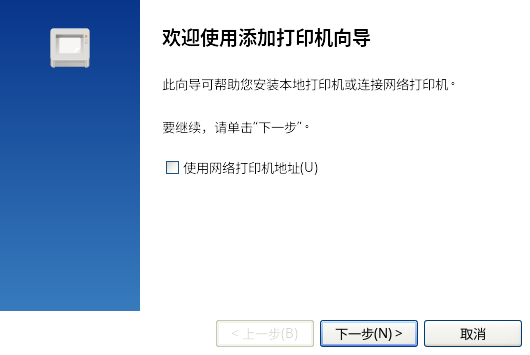 欢迎使用添加打印机向导
此向导可帮助您安装本地打印机或连接网络打印机。
要继续，请单击"下一步"。
使用网络打印机地址(U)
< 上一步(B)
下一步(N) >
取消